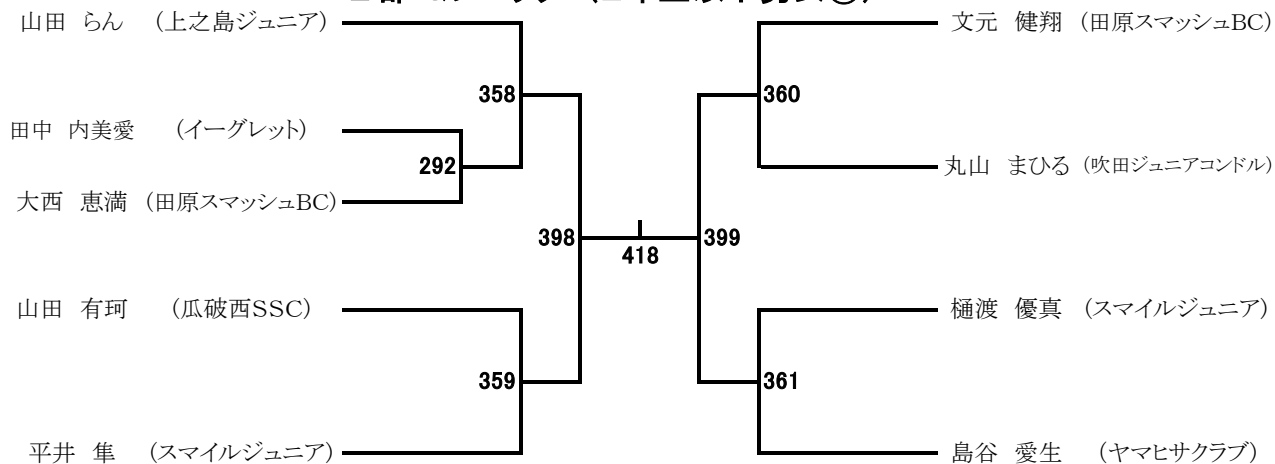 山田 らん (上之島ジュニア)
文元 健翔 (田原スマッシュBC)
358
360
田中 内美愛 (イーグレット)
292
丸山 まひる (吹田ジュニアコンドル)
大西 恵満 (田原スマッシュBC)
398
418
399
山田 有珂 (瓜破西SSC)
樋渡 優真 (スマイルジュニア)
359
361
平井 隼 (スマイルジュニア)
島谷 愛生 (ヤマヒサクラブ)